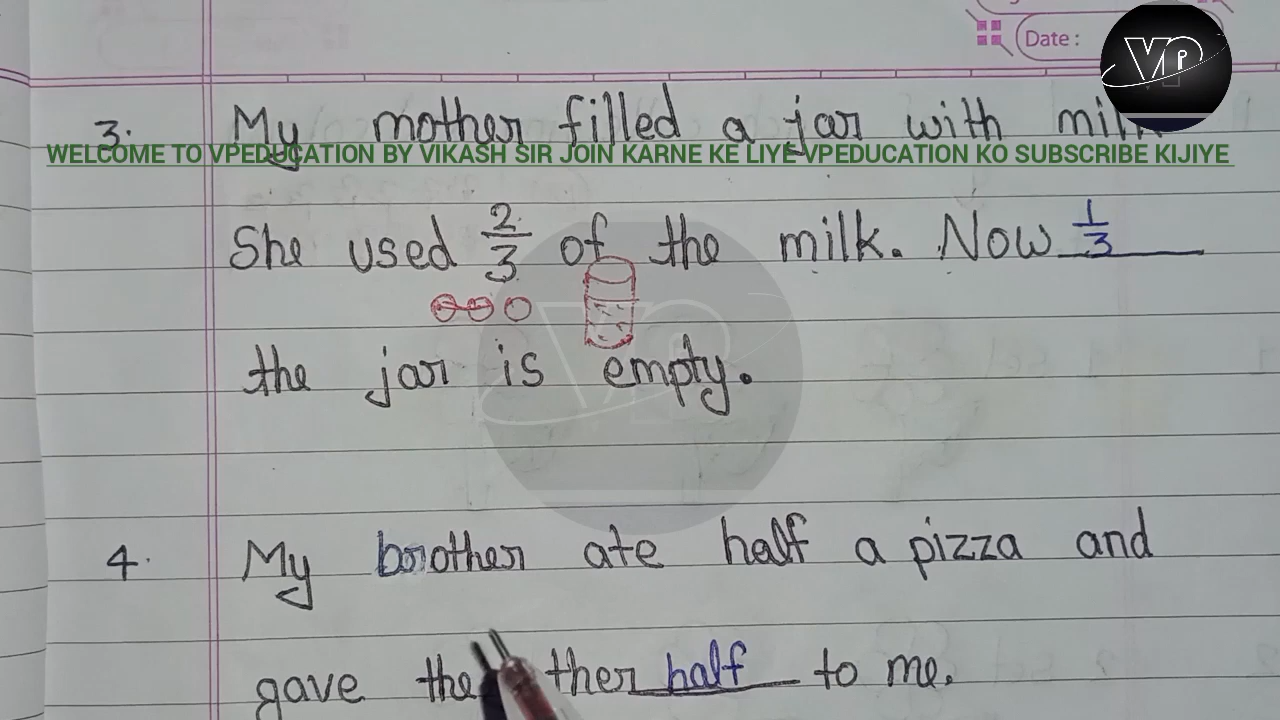 Date :
VP
3. My mother filled a jar with
WELCOME TO VPEDUCATION BY VIKASH SIR JOIN KARNE KE LIYE VPEDUCATION KO SUBSCRIBE KIJIYE
She used 2/3 of the milk. Now 1/3
the jar is empty.
4. My brother ate half a pizza and
gave the ther half to me.